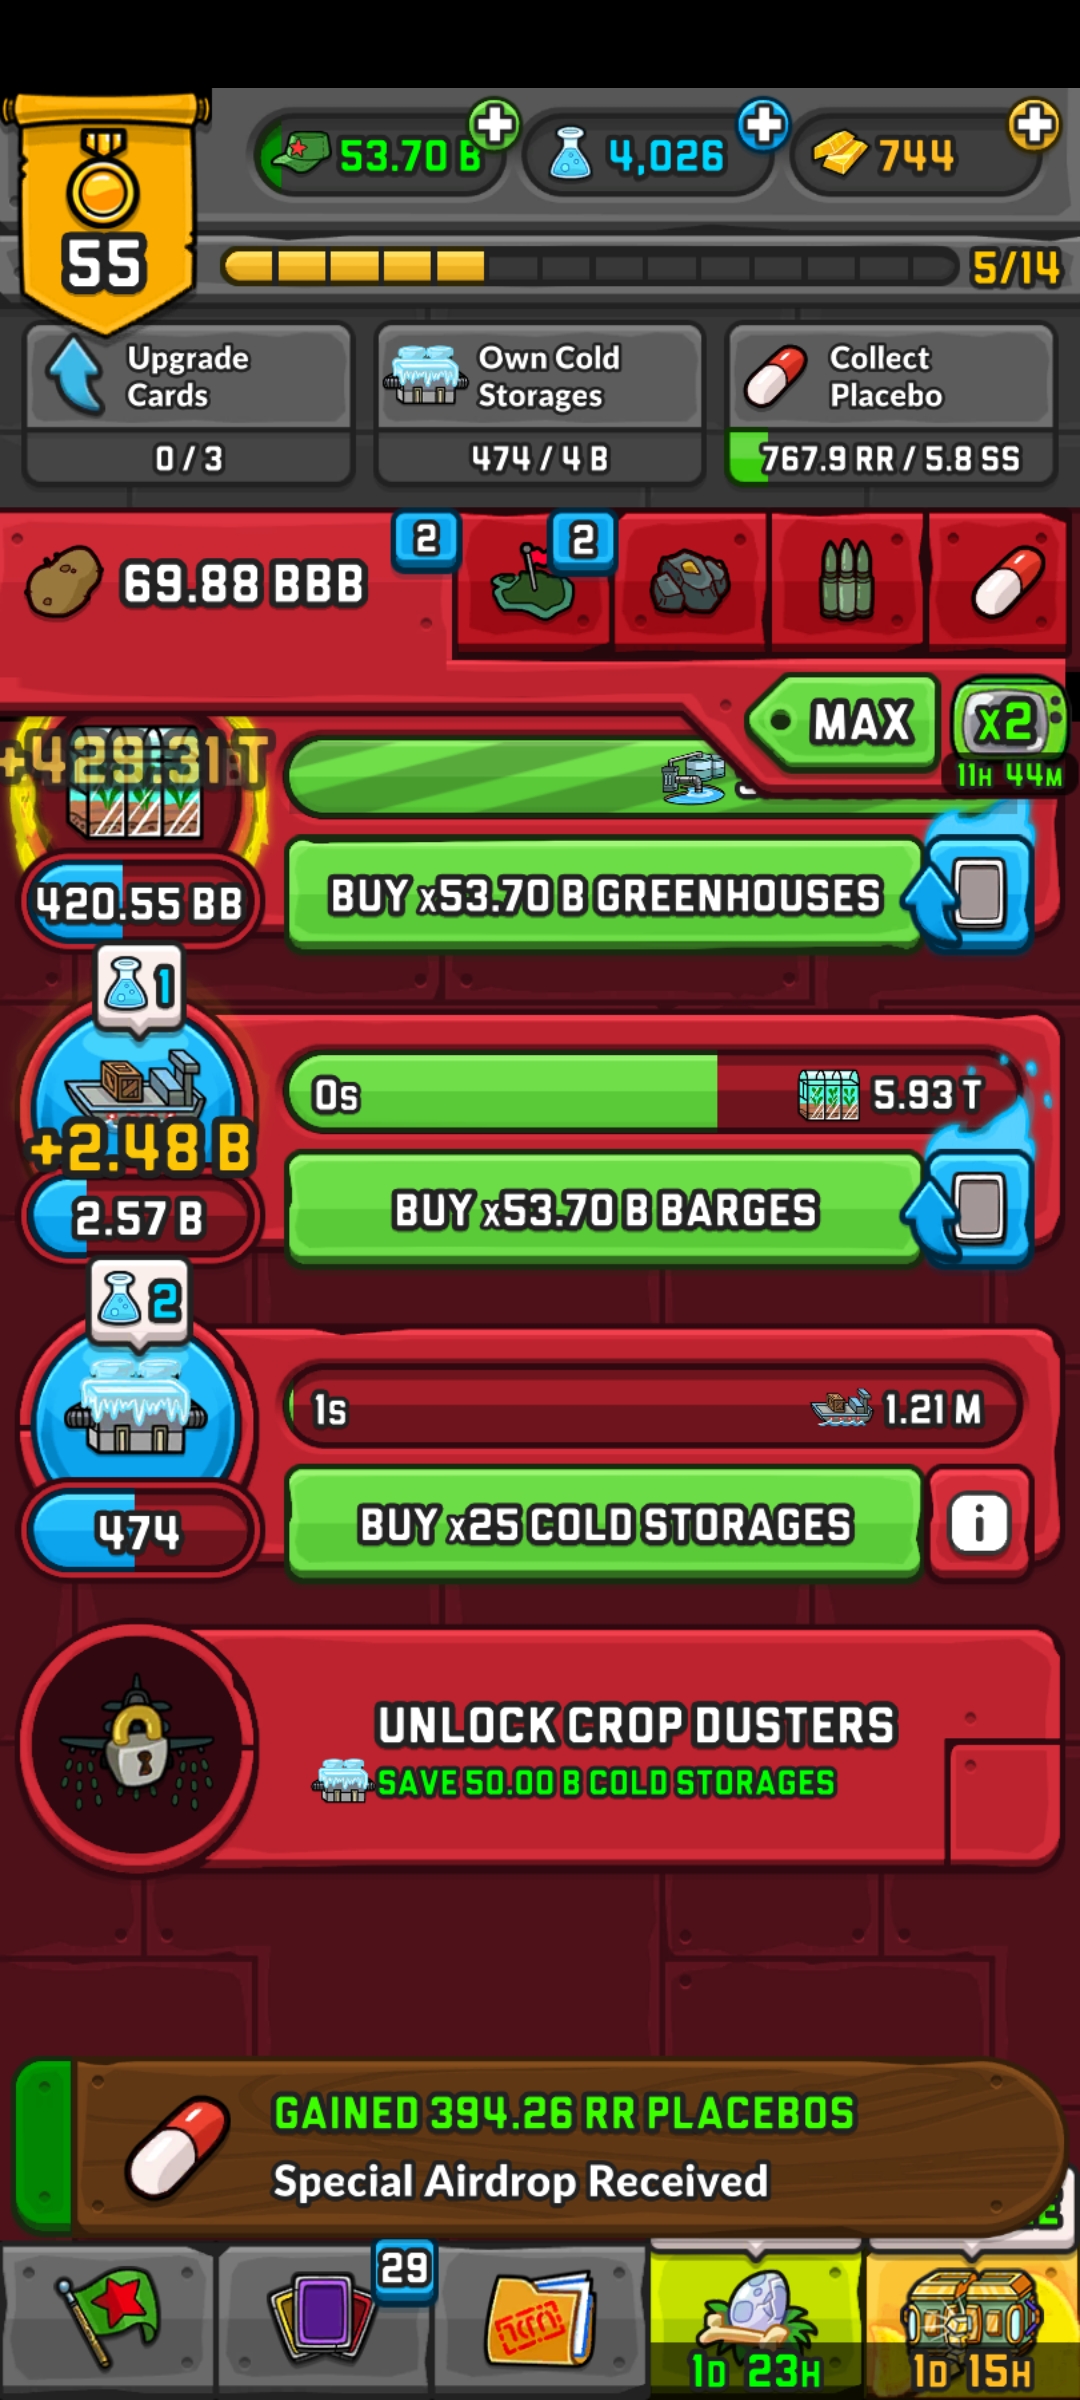 53.70 B
4,026
744
55
5/14
Upgrade
Cards
0 / 3
Own Cold
Storages
474 / 4 B
Collect
Placebo
767.9 RR / 5.8 SS
69.88 BBB
2
2
MAX
x2
11H 44M
+429.31 T
420.55 BB
BUY x53.70 B GREENHOUSES
1
+2.48 B
2.57 B
0s
5.93 T
BUY x53.70 B BARGES
2
474
1s
1.21 M
BUY x25 COLD STORAGES
i
UNLOCK CROP DUSTERS
SAVE 50.00 B COLD STORAGES
GAINED 394.26 RR PLACEBOS
Special Airdrop Received
29
1D 23H
1D 15H